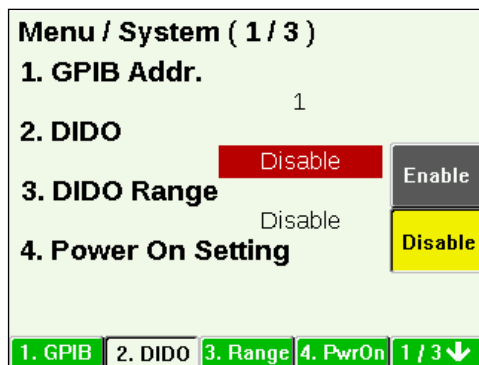 Menu / System ( 1 / 3 )
1. GPIB Addr.
1
2. DIDO
Disable
Enable
3. DIDO Range
Disable
Disable
4. Power On Setting
1. GPIB 2. DIDO 3. Range 4. PwrOn 1 / 3